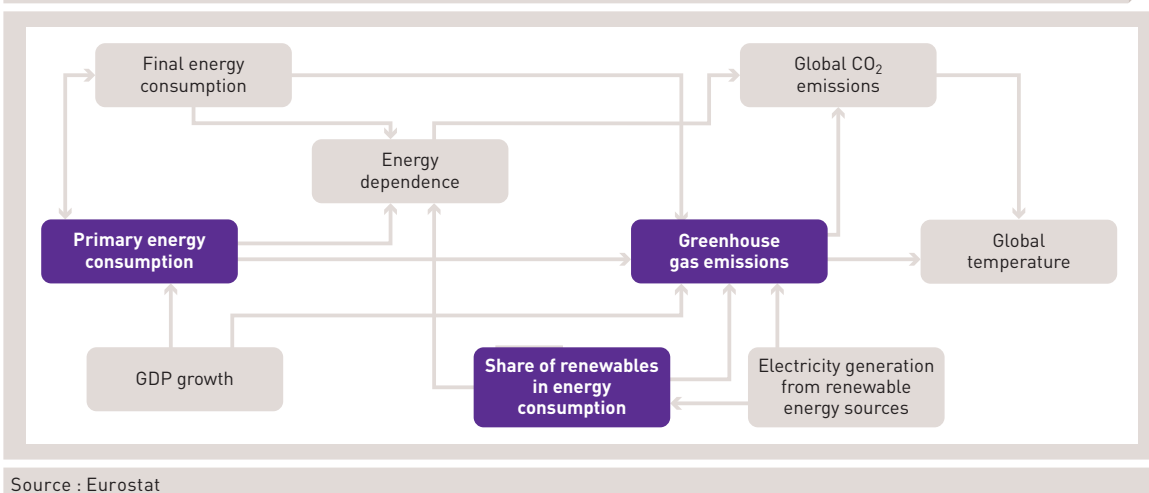 Final energy
consumption
Global CO₂
emissions
Energy
dependence
Primary energy
consumption
Greenhouse
gas emissions
Global
temperature
GDP growth
Share of renewables
in energy
consumption
Electricity generation
from renewable
energy sources
Source : Eurostat